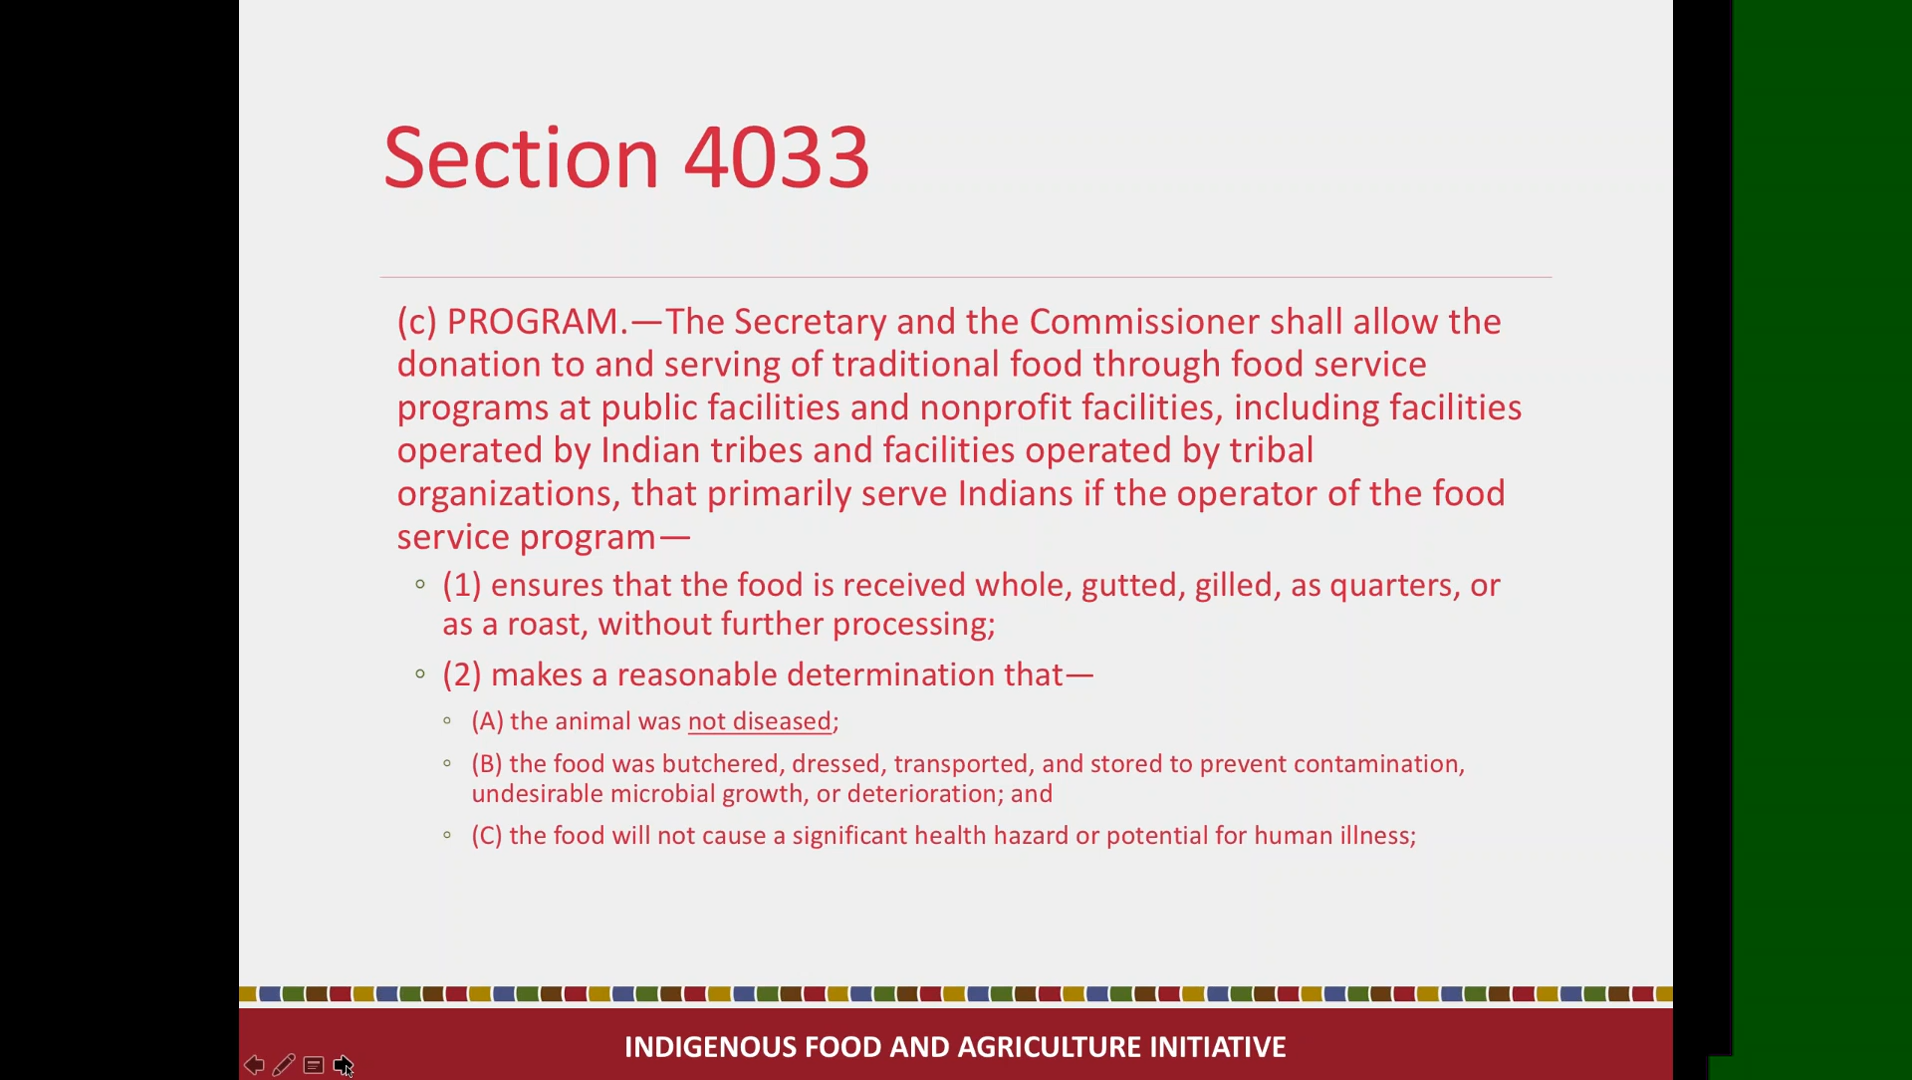 Section 4033
(c) PROGRAM.—The Secretary and the Commissioner shall allow the
donation to and serving of traditional food through food service
programs at public facilities and nonprofit facilities, including facilities
operated by Indian tribes and facilities operated by tribal
organizations, that primarily serve Indians if the operator of the food
service program—
◦ (1) ensures that the food is received whole, gutted, gilled, as quarters, or
as a roast, without further processing;
◦ (2) makes a reasonable determination that—
◦ (A) the animal was not diseased;
◦ (B) the food was butchered, dressed, transported, and stored to prevent contamination,
undesirable microbial growth, or deterioration; and
◦ (C) the food will not cause a significant health hazard or potential for human illness;
INDIGENOUS FOOD AND AGRICULTURE INITIATIVE